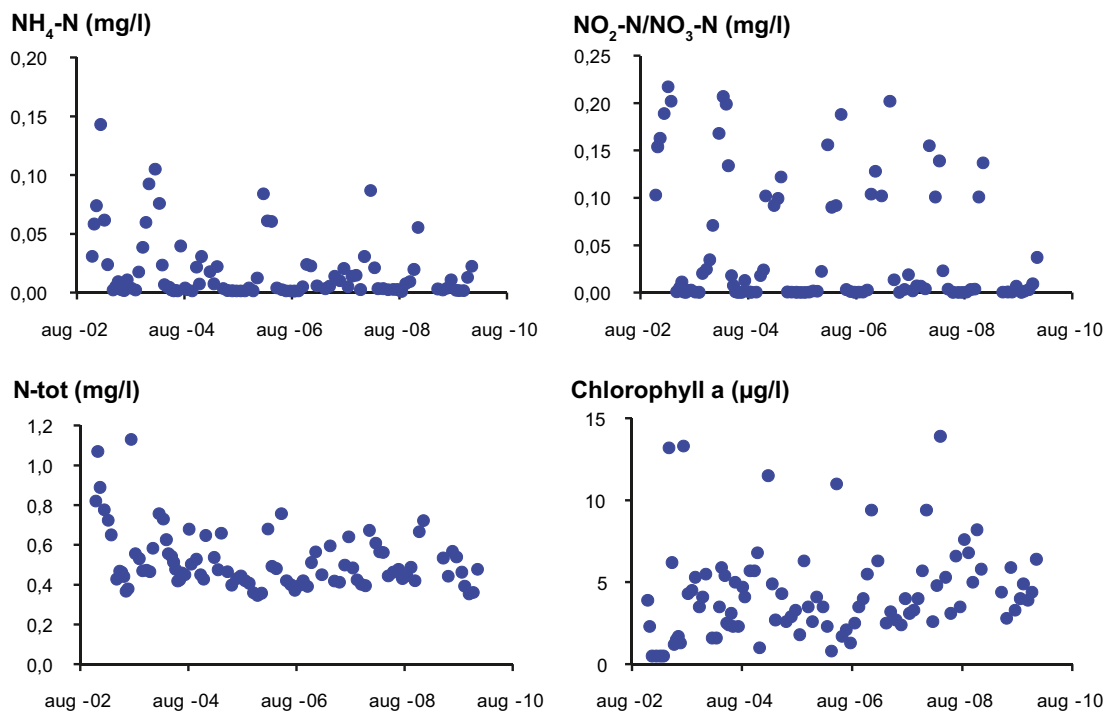 NH₄-N (mg/l)
0,20
0,15
0,10
0,05
0,00
aug -02 aug -04 aug -06 aug -08 aug -10
NO₂-N/NO₃-N (mg/l)
0,25
0,20
0,15
0,10
0,05
0,00
aug -02 aug -04 aug -06 aug -08 aug -10
N-tot (mg/l)
1,2
1,0
0,8
0,6
0,4
0,2
0,0
aug -02 aug -04 aug -06 aug -08 aug -10
Chlorophyll a (µg/l)
15
10
5
0
aug -02 aug -04 aug -06 aug -08 aug -10